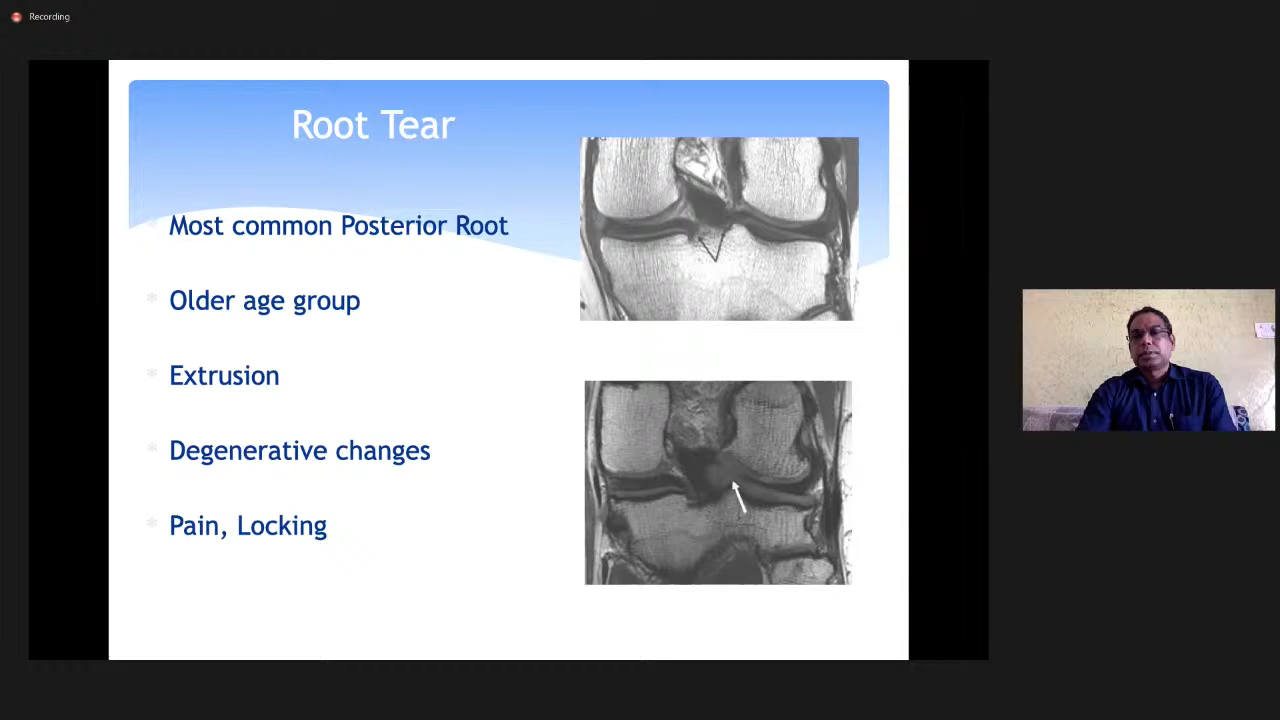 Recording
Root Tear
Most common Posterior Root
Older age group
Extrusion
Degenerative changes
Pain, Locking